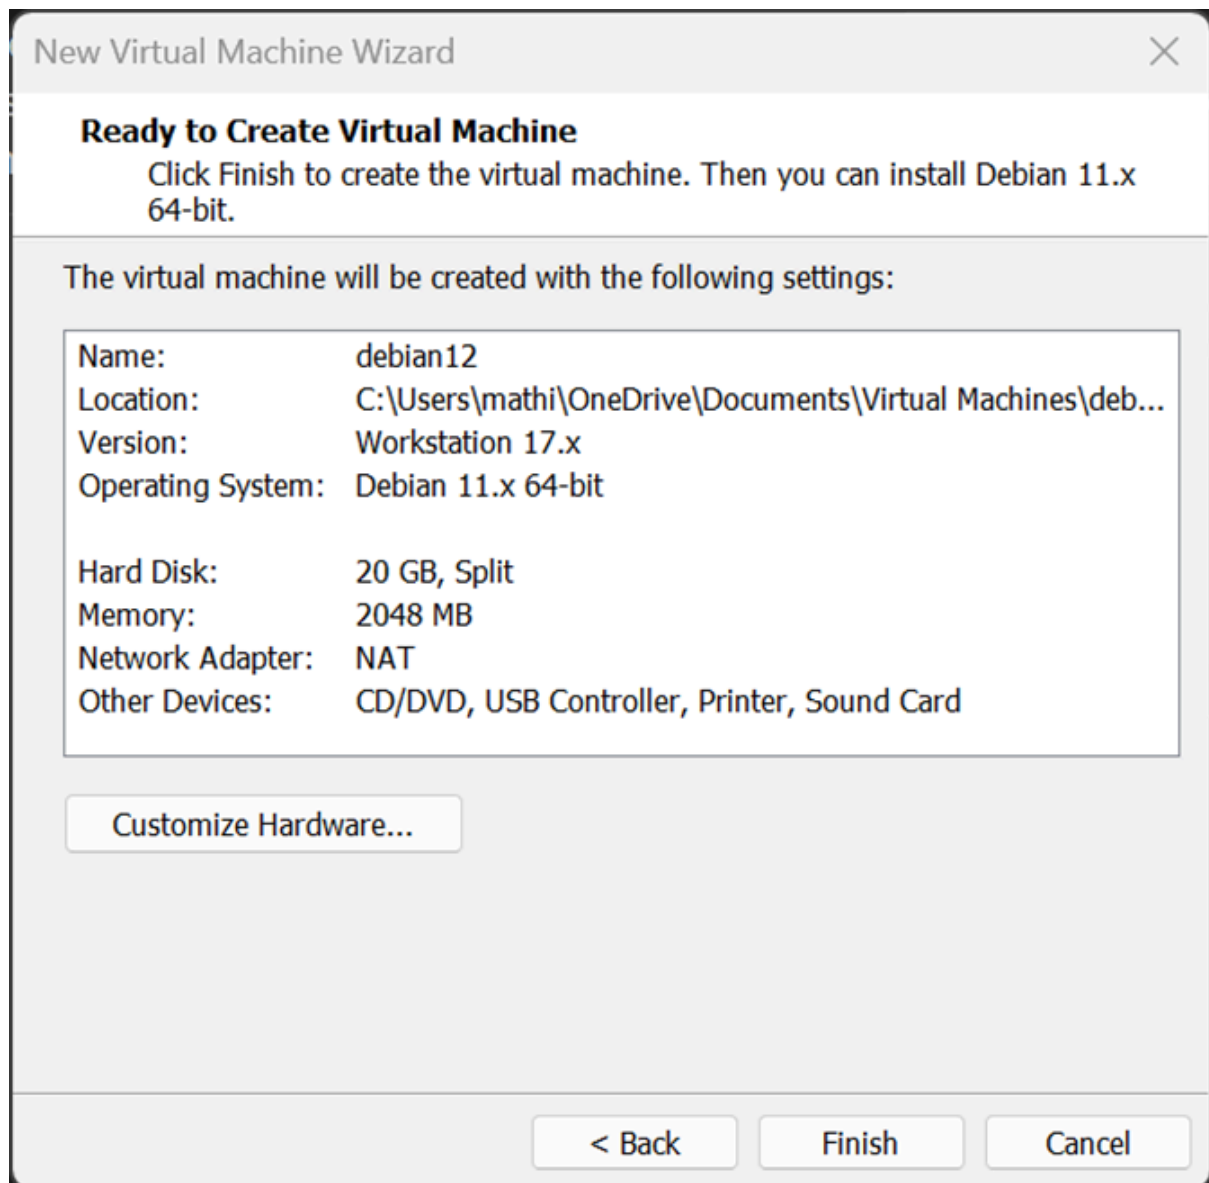 New Virtual Machine Wizard
Ready to Create Virtual Machine
Click Finish to create the virtual machine. Then you can install Debian 11.x
64-bit.
The virtual machine will be created with the following settings:
Name: debian12
Location: C:\Users\mathi\OneDrive\Documents\Virtual Machines\deb...
Version: Workstation 17.x
Operating System: Debian 11.x 64-bit
Hard Disk: 20 GB, Split
Memory: 2048 MB
Network Adapter: NAT
Other Devices: CD/DVD, USB Controller, Printer, Sound Card
Customize Hardware...
< Back Finish Cancel